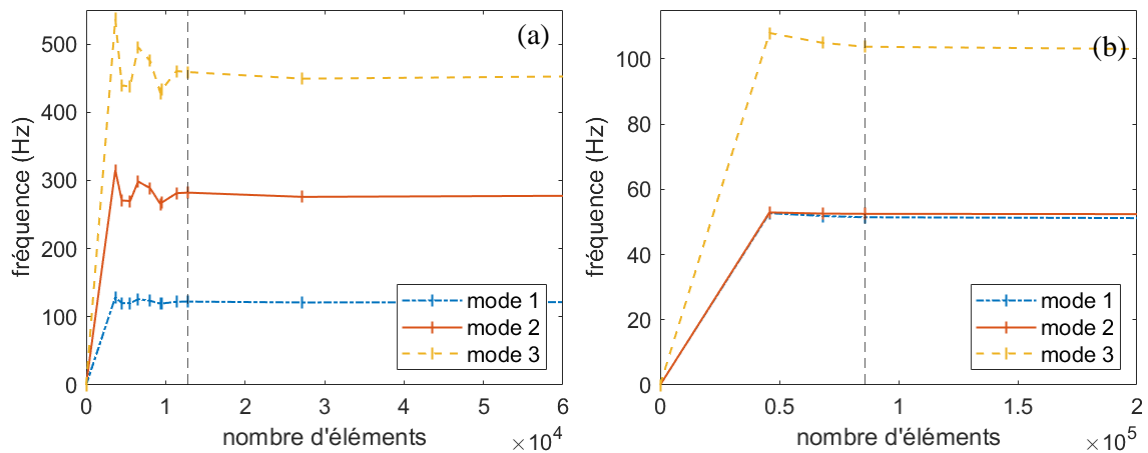 (a)
fréquence (Hz)
500
400
300
200
100
0
0
1
2
3
4
5
6
nombre d'éléments
×10^4
mode 1
mode 2
mode 3
(b)
fréquence (Hz)
100
80
60
40
20
0
0
0.5
1
1.5
2
nombre d'éléments
×10^5
mode 1
mode 2
mode 3